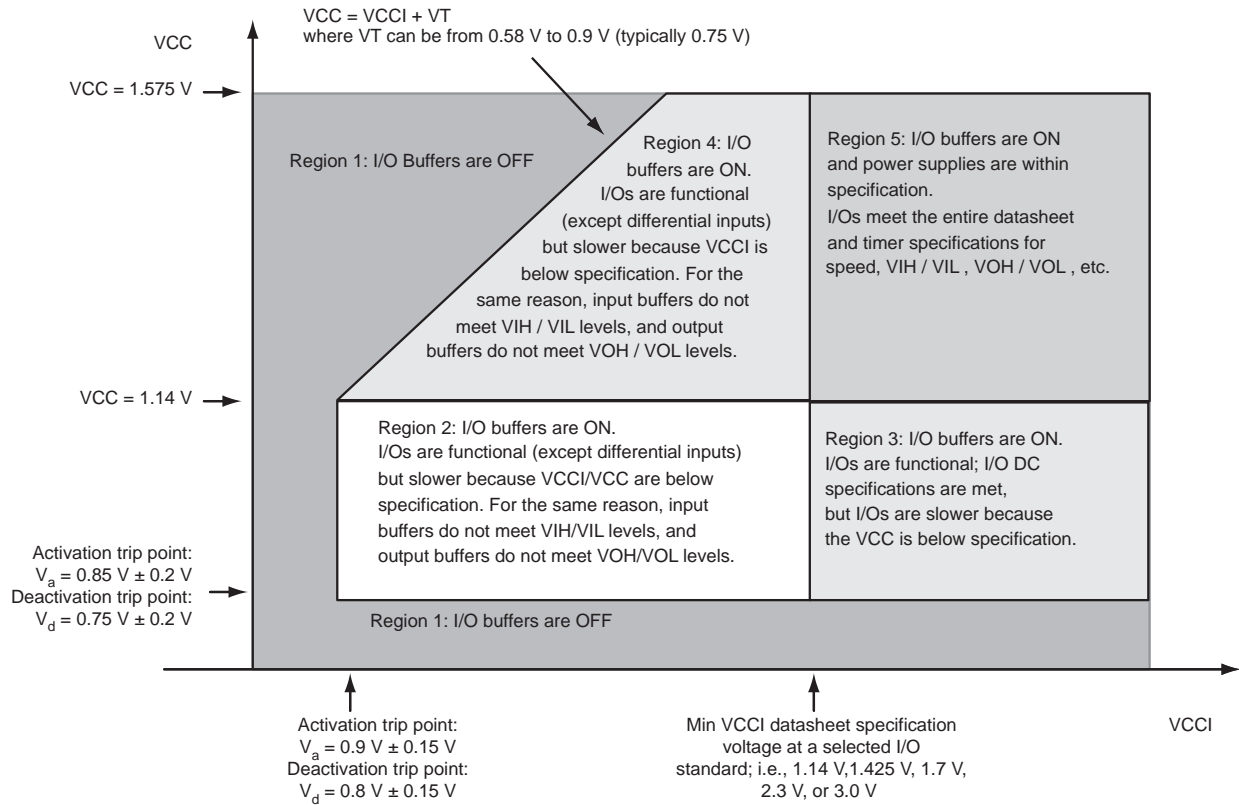 VCC = VCCI + VT
where VT can be from 0.58 V to 0.9 V (typically 0.75 V)
VCC
VCC = 1.575 V
Region 1: I/O Buffers are OFF
Region 4: I/O
buffers are ON.
I/Os are functional
(except differential inputs)
but slower because VCCI is
below specification. For the
same reason, input buffers do not
meet VIH / VIL levels, and output
buffers do not meet VOH / VOL levels.
Region 5: I/O buffers are ON
and power supplies are within
specification.
I/Os meet the entire datasheet
and timer specifications for
speed, VIH / VIL , VOH / VOL , etc.
VCC = 1.14 V
Region 2: I/O buffers are ON.
I/Os are functional (except differential inputs)
but slower because VCCI/VCC are below
specification. For the same reason, input
buffers do not meet VIH/VIL levels, and
output buffers do not meet VOH/VOL levels.
Region 3: I/O buffers are ON.
I/Os are functional; I/O DC
specifications are met,
but I/Os are slower because
the VCC is below specification.
Activation trip point:
Va = 0.85 V ± 0.2 V
Deactivation trip point:
Vd = 0.75 V ± 0.2 V
Region 1: I/O buffers are OFF
Activation trip point:
Va = 0.9 V ± 0.15 V
Deactivation trip point:
Vd = 0.8 V ± 0.15 V
Min VCCI datasheet specification
voltage at a selected I/O
standard; i.e., 1.14 V,1.425 V, 1.7 V,
2.3 V, or 3.0 V
VCCI